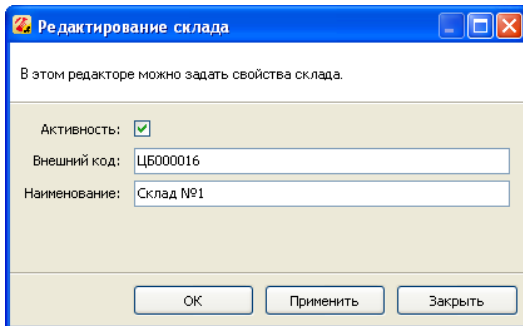 Редактирование склада
В этом редакторе можно задать свойства склада.
Активность:
Внешний код: ЦБ000016
Наименование: Склад №1
ОК Применить Закрыть